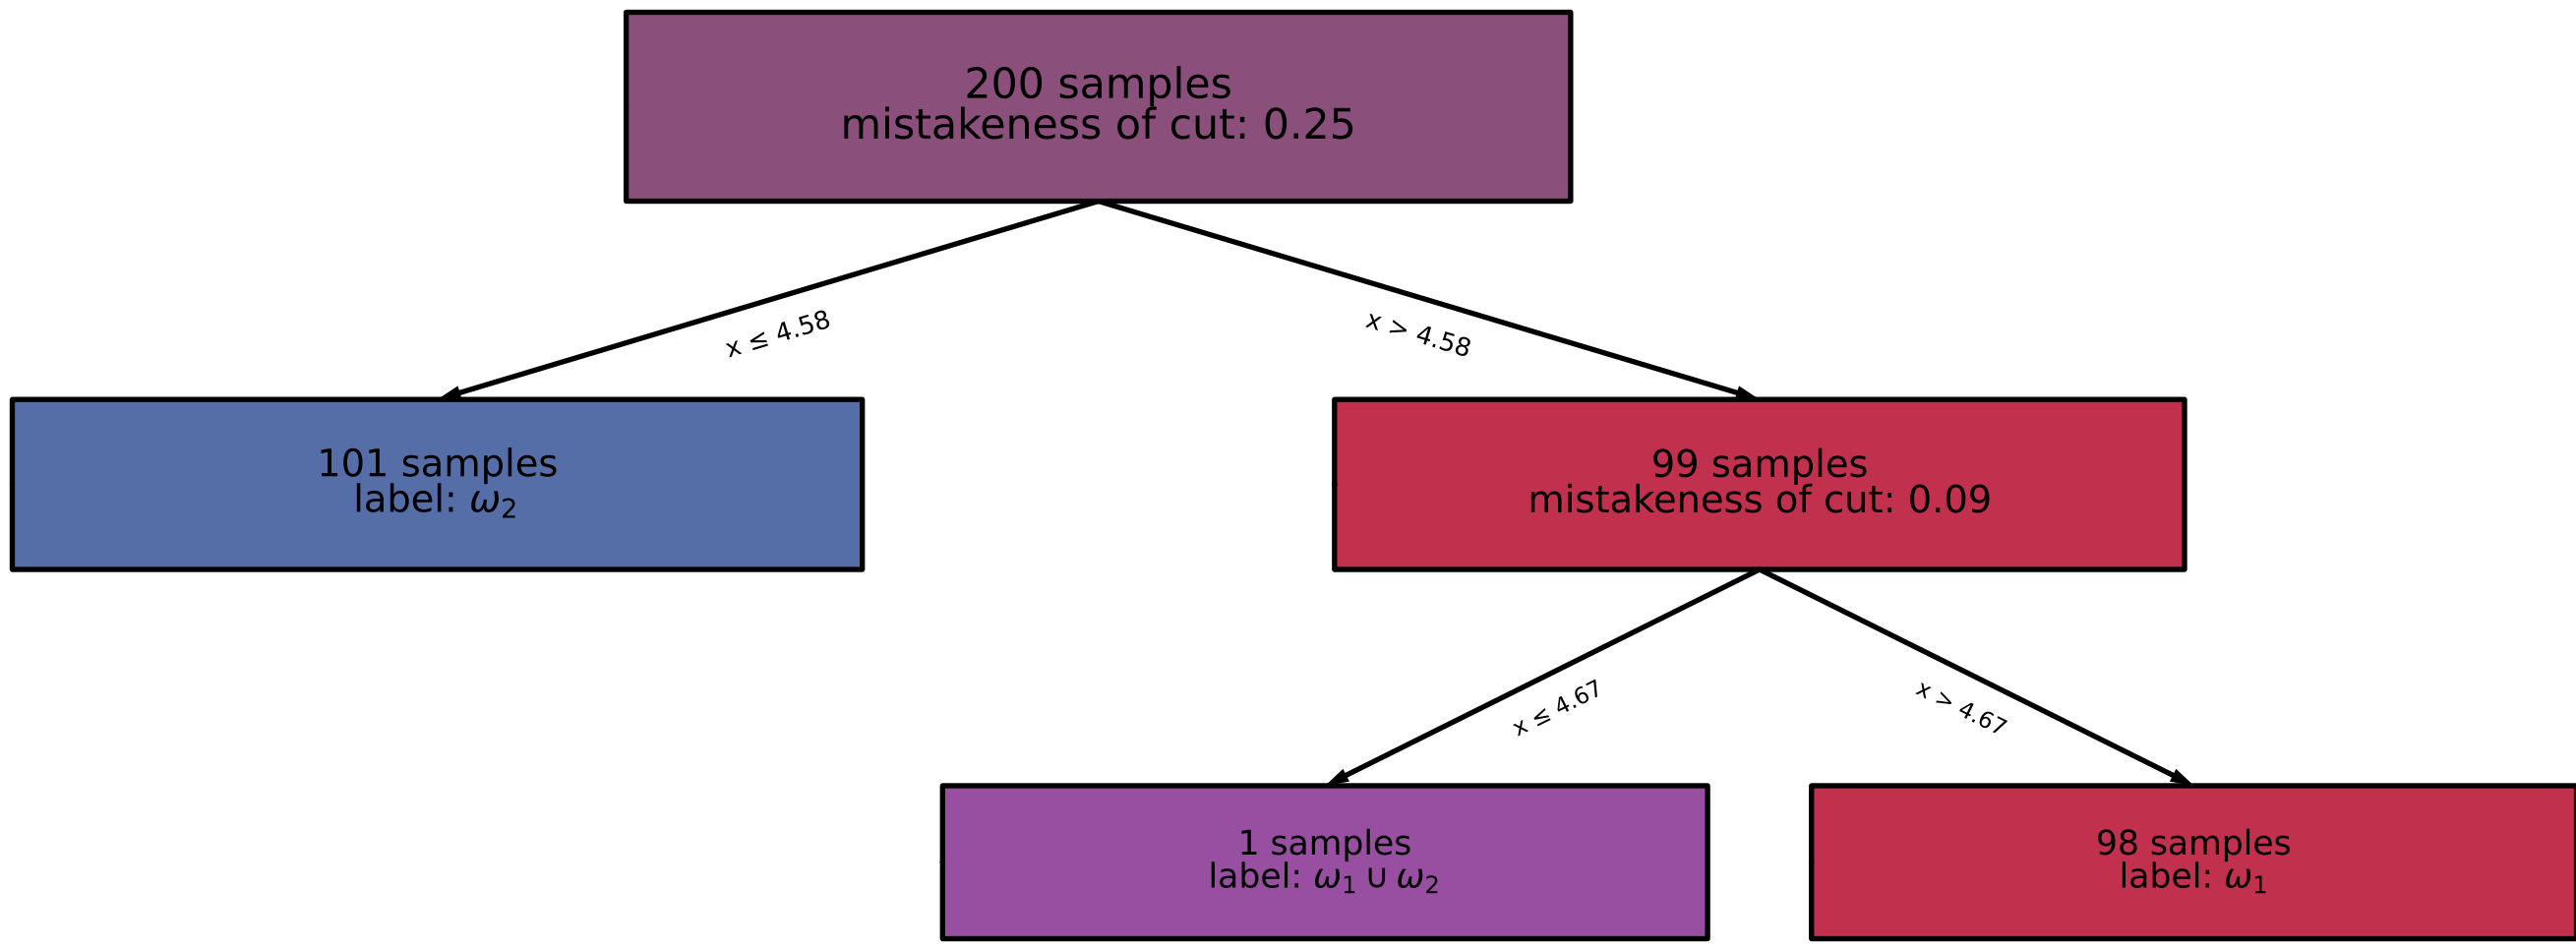 200 samples
mistakeness of cut: 0.25
x ≤ 4.58
x > 4.58
101 samples
label: ω₂
99 samples
mistakeness of cut: 0.09
x ≤ 4.67
x > 4.67
1 samples
label: ω₁ ∪ ω₂
98 samples
label: ω₁